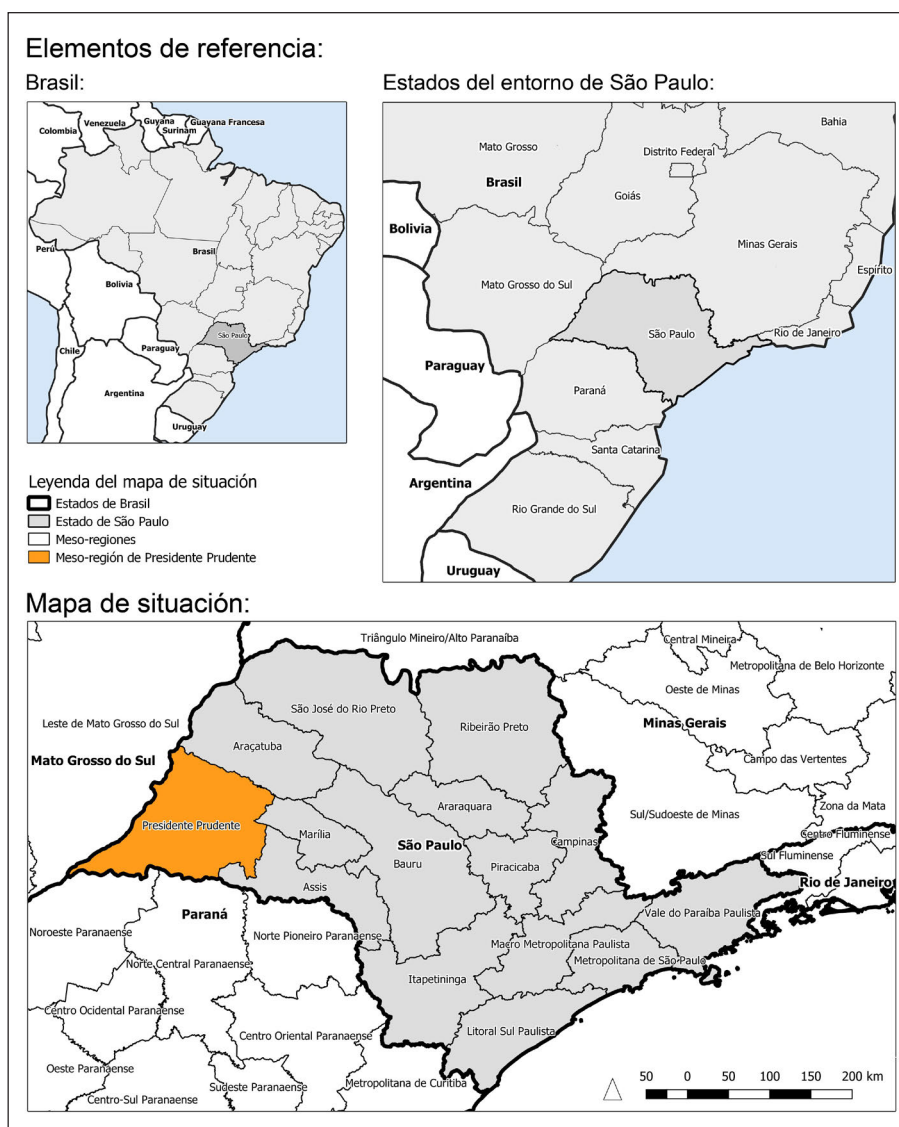 Elementos de referencia:
Brasil:
Estados del entorno de São Paulo:
Colombia
Venezuela
Guyana
Surinam
Guayana Francesa
Perú
Brasil
Bolivia
São Paulo
Chile
Paraguay
Argentina
Uruguay
Bahia
Mato Grosso
Distrito Federal
Brasil
Goiás
Bolivia
Minas Gerais
Espírito
Mato Grosso do Sul
São Paulo
Rio de Janeiro
Paraguay
Paraná
Santa Catarina
Argentina
Rio Grande do Sul
Uruguay
Leyenda del mapa de situación
Estados de Brasil
Estado de São Paulo
Meso-regiones
Meso-región de Presidente Prudente
Mapa de situación:
Triângulo Mineiro/Alto Paranaíba
Central Mineira
Metropolitana de Belo Horizonte
Oeste de Minas
São José do Rio Preto
Leste de Mato Grosso do Sul
Ribeirão Preto
Minas Gerais
Araçatuba
Mato Grosso do Sul
Campo das Vertentes
Araraquara
Zona da Mata
Sul/Sudoeste de Minas
Presidente Prudente
Marília
Centro Fluminense
São Paulo
Campinas
Bauru
Piracicaba
Sul Fluminense
Assis
Rio de Janeiro
Paraná
Vale do Paraíba Paulista
Noroeste Paranaense
Norte Pioneiro Paranaense
Macro Metropolitana Paulista
Norte Central Paranaense
Metropolitana de São Paulo
Itapetininga
Centro Ocidental Paranaense
Litoral Sul Paulista
Centro Oriental Paranaense
Oeste Paranaense
Metropolitana de Curitiba
Sudeste Paranaense
Centro-Sul Paranaense
50 0 50 100 150 200 km